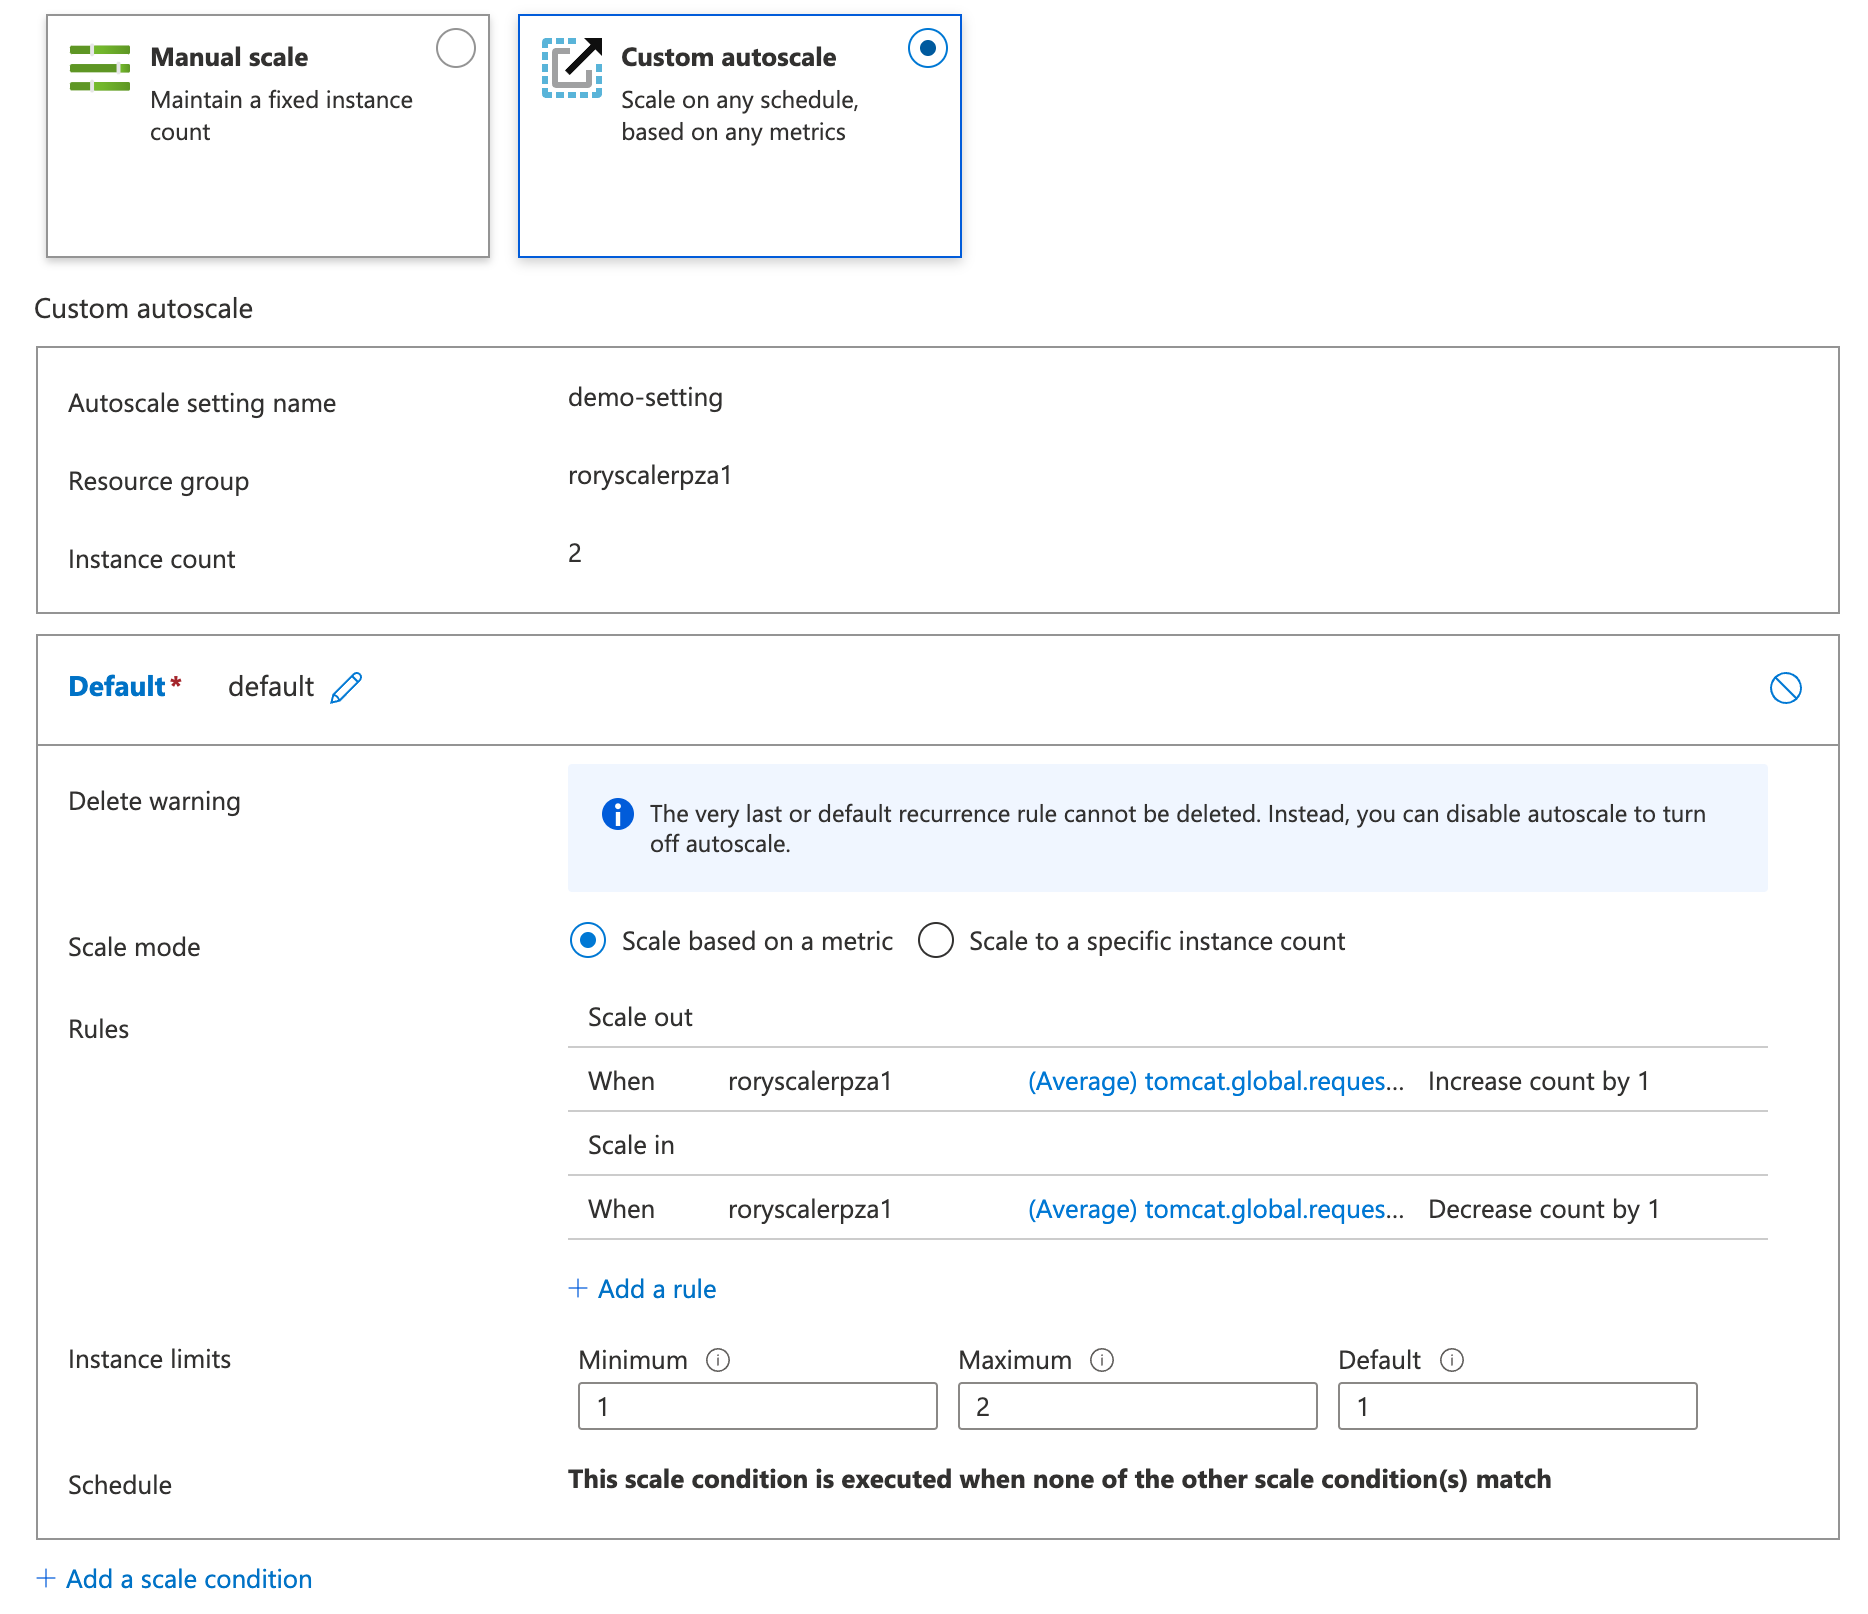 Manual scale
Maintain a fixed instance
count
Custom autoscale
Scale on any schedule,
based on any metrics
Custom autoscale
Autoscale setting name demo-setting
Resource group roryscalerpza1
Instance count 2
Default* default
Delete warning
The very last or default recurrence rule cannot be deleted. Instead, you can disable autoscale to turn
off autoscale.
Scale mode Scale based on a metric Scale to a specific instance count
Rules
Scale out
When roryscalerpza1 (Average) tomcat.global.reques... Increase count by 1
Scale in
When roryscalerpza1 (Average) tomcat.global.reques... Decrease count by 1
+ Add a rule
Instance limits
Minimum Maximum Default
1 2 1
Schedule This scale condition is executed when none of the other scale condition(s) match
+ Add a scale condition